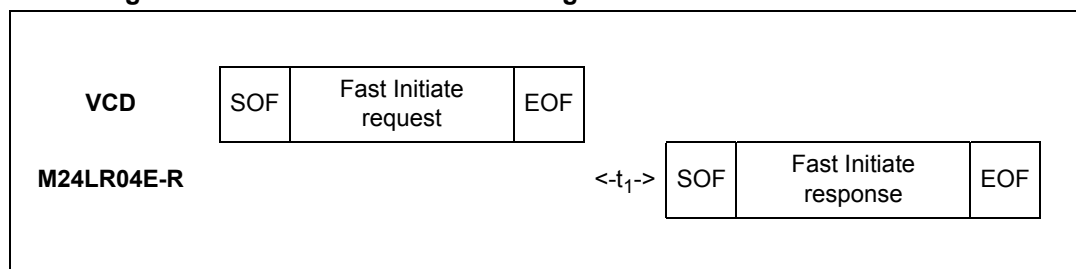 VCD SOF Fast Initiate request EOF
M24LR04E-R <-t1-> SOF Fast Initiate response EOF